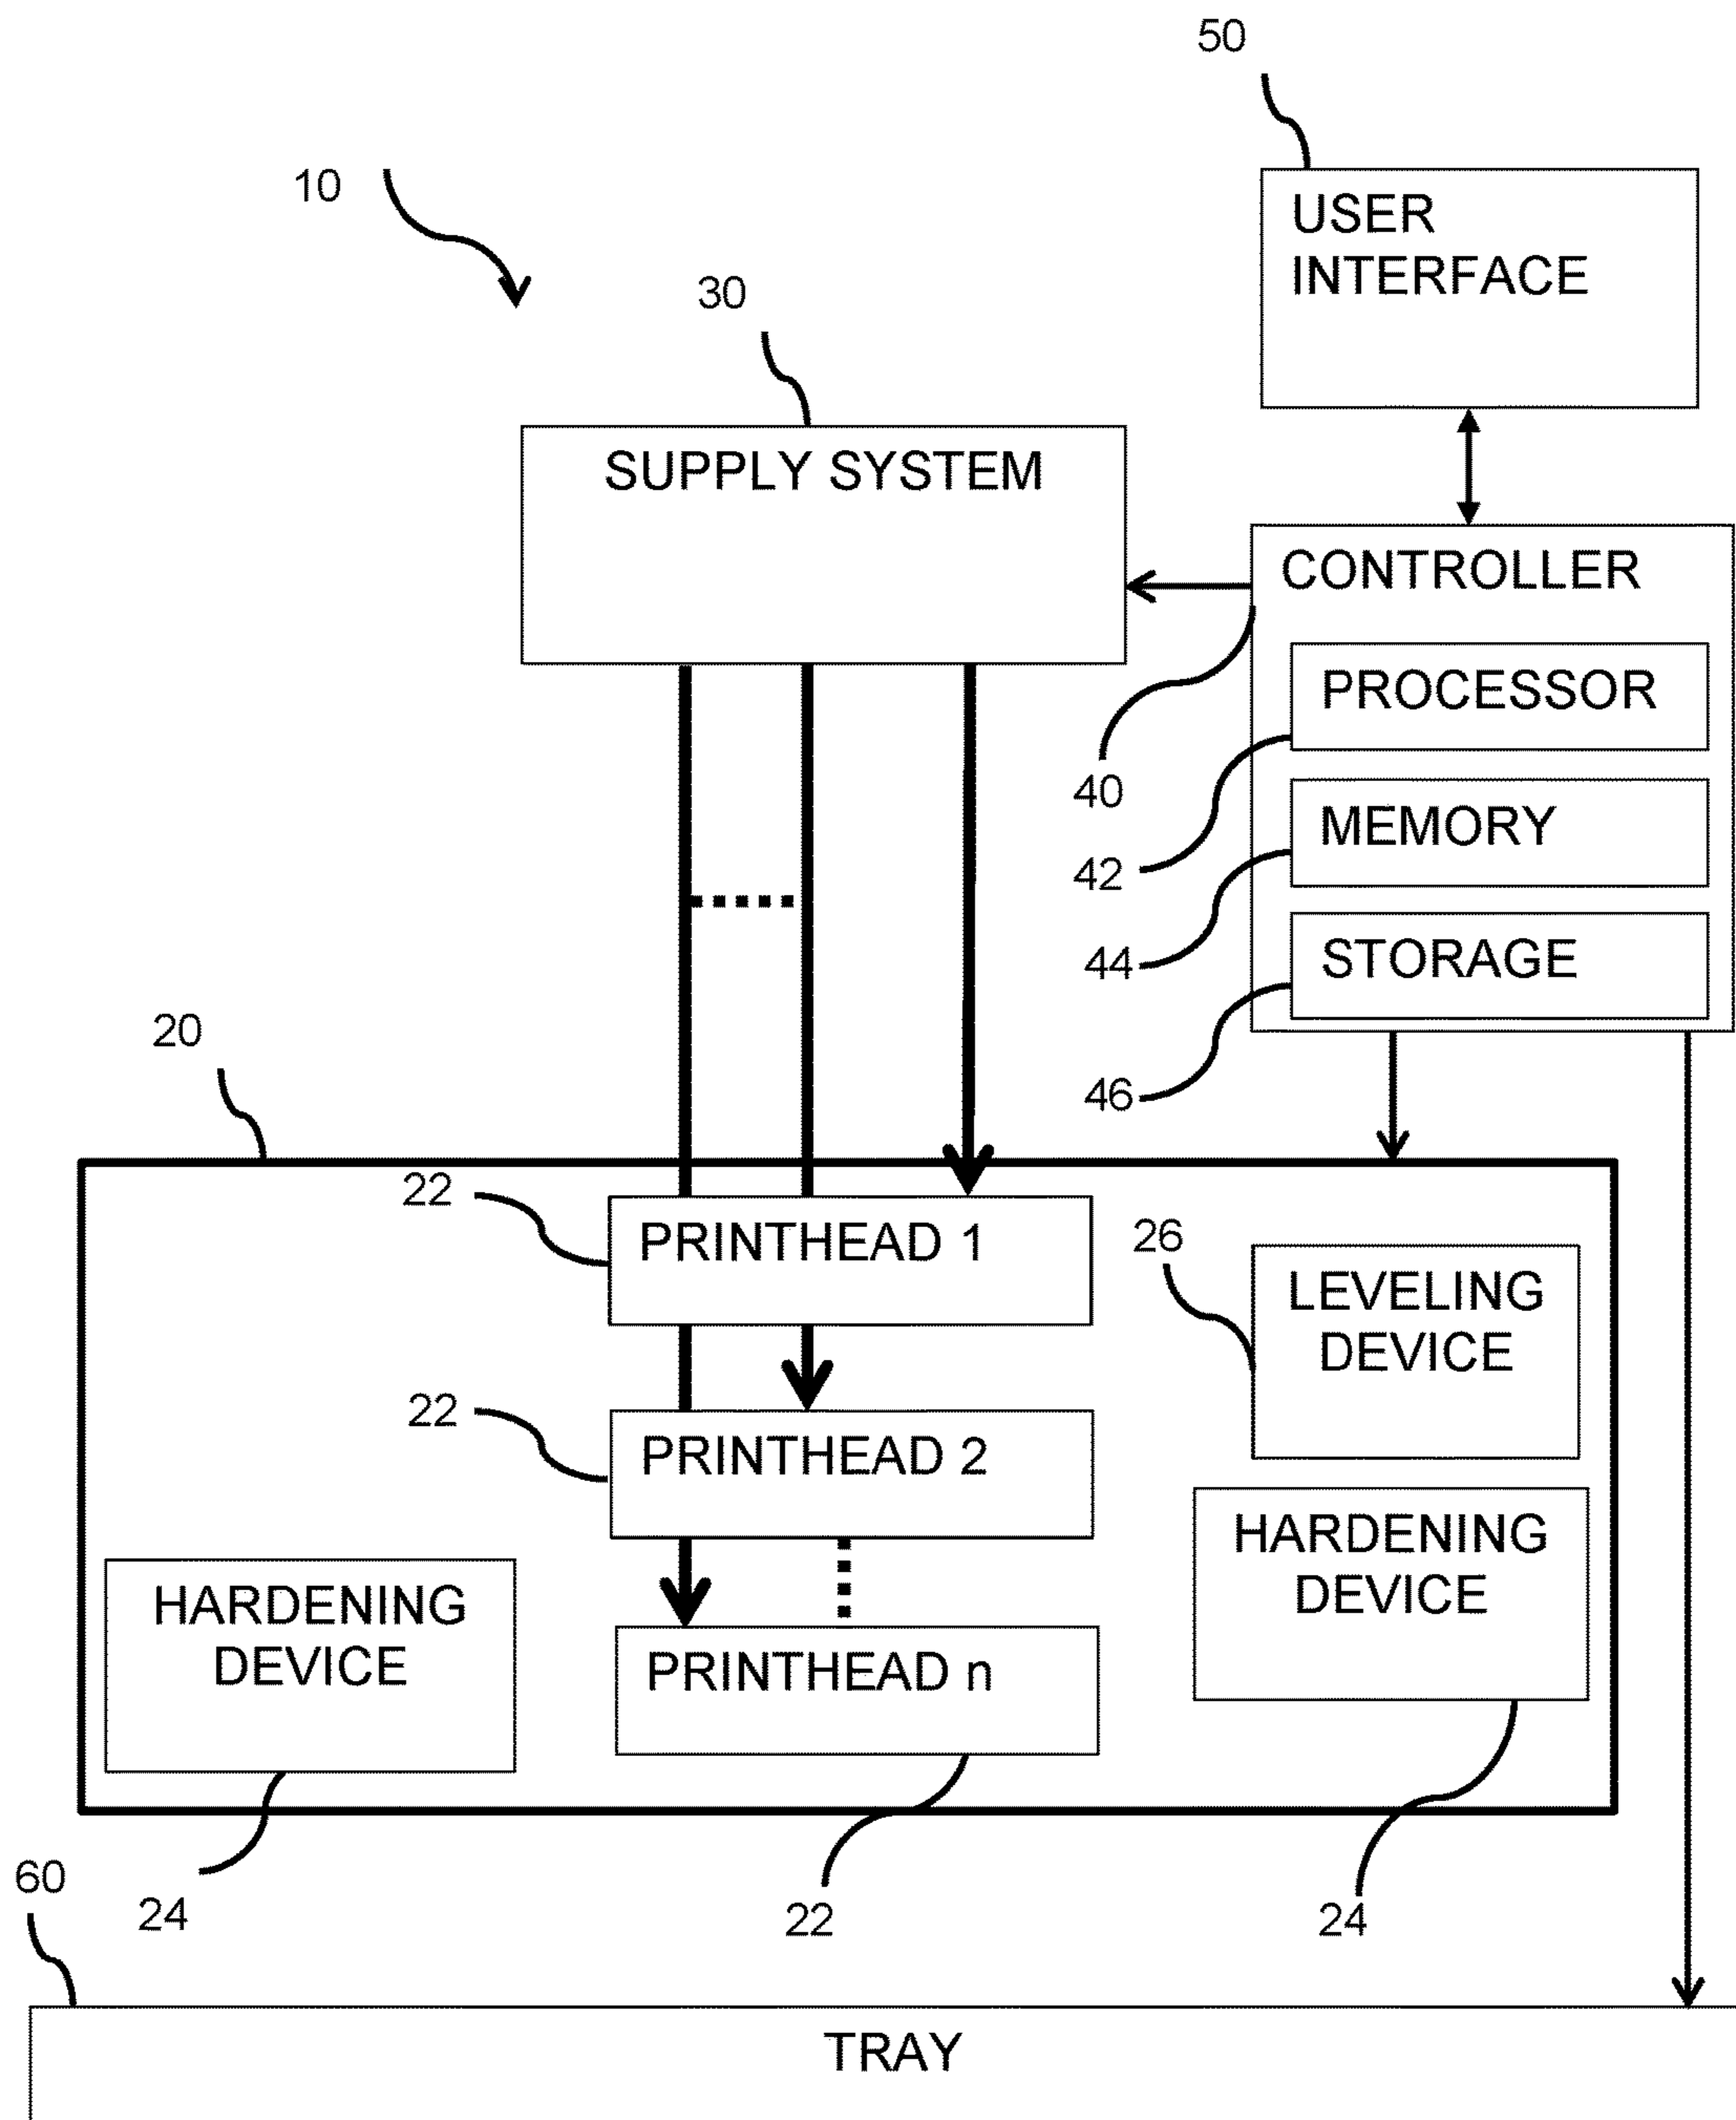 50
10
USER
INTERFACE
30
SUPPLY SYSTEM
CONTROLLER
PROCESSOR
40
MEMORY
42
STORAGE
44
20
46
22
PRINTHEAD 1
26
LEVELING
DEVICE
22
PRINTHEAD 2
HARDENING
DEVICE
HARDENING
DEVICE
PRINTHEAD n
60
24
22
24
TRAY